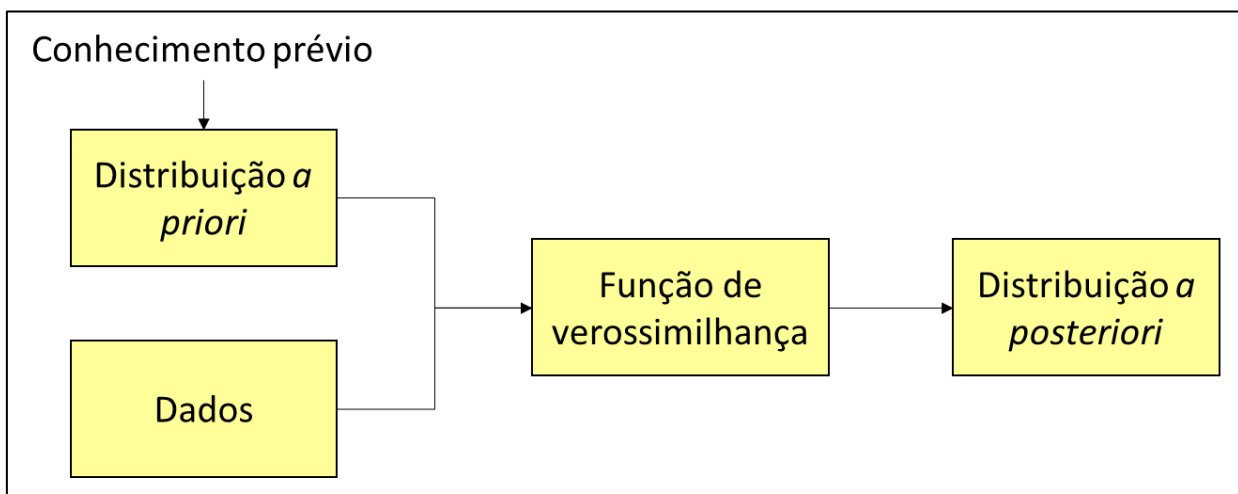 Conhecimento prévio
Distribuição a
priori
Função de
verossimilhança
Distribuição a
posteriori
Dados